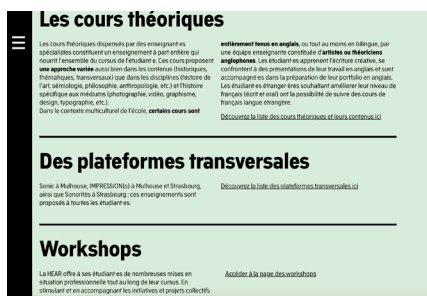 Les cours théoriques
Les cours théoriques dispensés par des enseignant·es
spécialistes constituent un enseignement à part entière qui
nourrit l'ensemble du cursus de l'étudiant·e. Ces cours proposent
une approche variée aussi bien dans les contenus (historiques,
thématiques, transversaux) que dans les disciplines (histoire de
l'art, sémiologie, philosophie, anthropologie, etc.) et l'histoire
spécifique aux médiums (photographie, vidéo, graphisme,
design, typographie, etc.).
Dans le contexte multiculturel de l'école, certains cours sont
entièrement tenus en anglais, ou tout au moins en bilingue, par
une équipe enseignante constituée d'artistes ou théoriciens
anglophones. Les étudiant·es apprennent l'écriture créative, se
confrontent à des présentations de leur travail en anglais et sont
accompagné·es dans la préparation de leur portfolio en anglais.
Les étudiant·es étranger·ères souhaitant améliorer leur niveau de
français (écrit et oral) ont la possibilité de suivre des cours de
français langue étrangère.
Découvrez la liste des cours théoriques et leurs contenus ici
Des plateformes transversales
Sonic à Mulhouse, IMPRESSION(s) à Mulhouse et Strasbourg,
ainsi que Sonorités à Strasbourg : ces enseignements sont
proposés à tou·tes les étudiant·es.
Découvrez la liste des plateformes transversales ici
Workshops
La HEAR offre à ses étudiant·es de nombreuses mises en
situation professionnelle tout au long de leur cursus. En
stimulant et en accompagnant les initiatives et projets collectifs
Accéder à la page des workshops